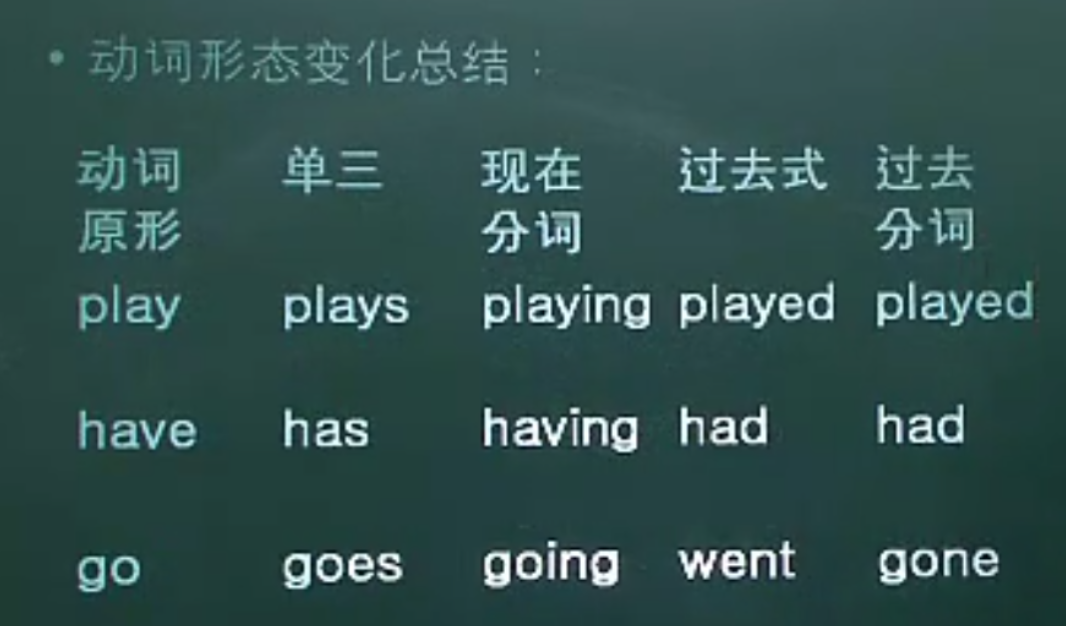 • 动词形态变化总结：
动词原形 单三 现在分词 过去式 过去分词
play plays playing played played
have has having had had
go goes going went gone